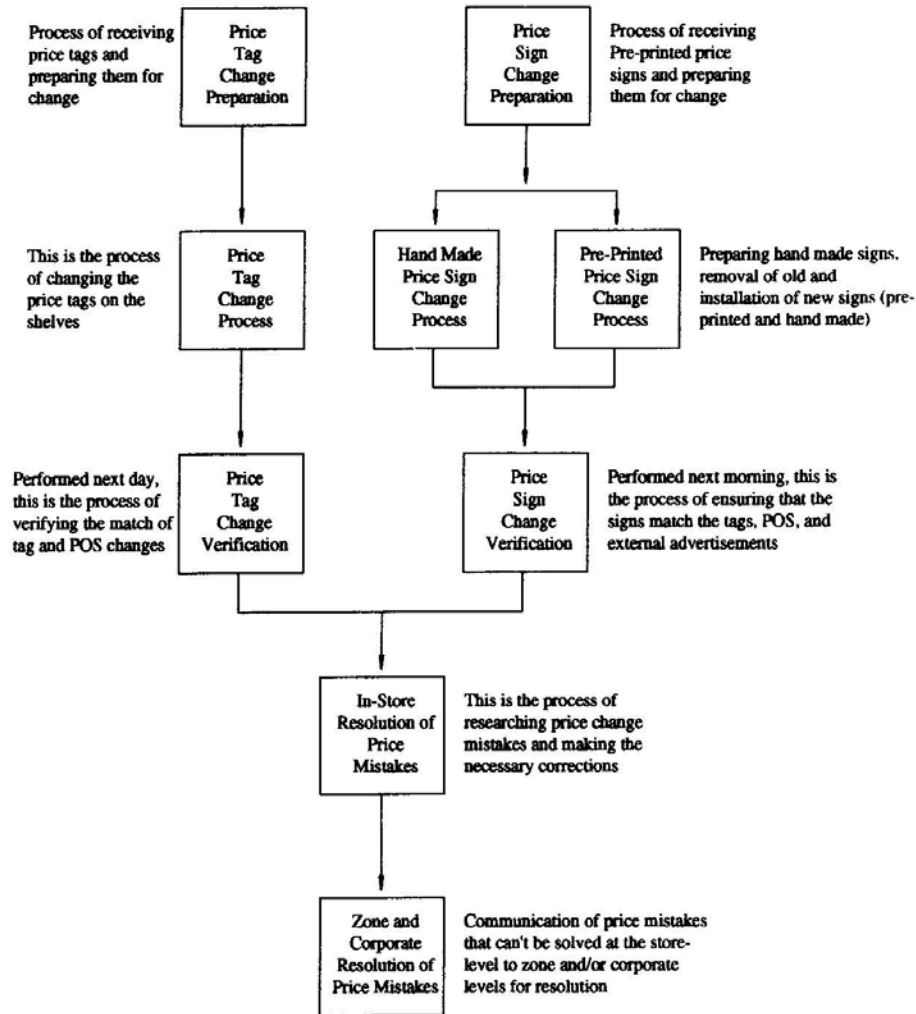 Process of receiving
price tags and
preparing them for
change
Price
Tag
Change
Preparation
Price
Sign
Change
Preparation
Process of receiving
Pre-printed price
signs and preparing
them for change
This is the process
of changing the
price tags on the
shelves
Price
Tag
Change
Process
Hand Made
Price Sign
Change
Process
Pre-Printed
Price Sign
Change
Process
Preparing hand made signs,
removal of old and
installation of new signs (pre-
printed and hand made)
Performed next day,
this is the process of
verifying the match of
tag and POS changes
Price
Tag
Change
Verification
Price
Sign
Change
Verification
Performed next morning, this is
the process of ensuring that the
signs match the tags, POS, and
external advertisements
In-Store
Resolution of
Price
Mistakes
This is the process of
researching price change
mistakes and making the
necessary corrections
Zone and
Corporate
Resolution of
Price Mistakes
Communication of price mistakes
that can't be solved at the store-
level to zone and/or corporate
levels for resolution